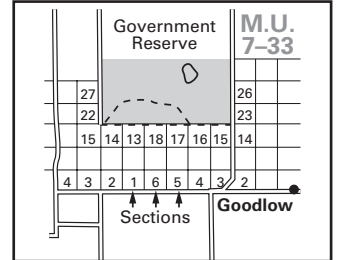 Government
Reserve
M.U.
7–33
27
26
22
23
15 14 13 18 17 16 15 14
4 3 2 1 6 5 4 3 2
Sections
Goodlow